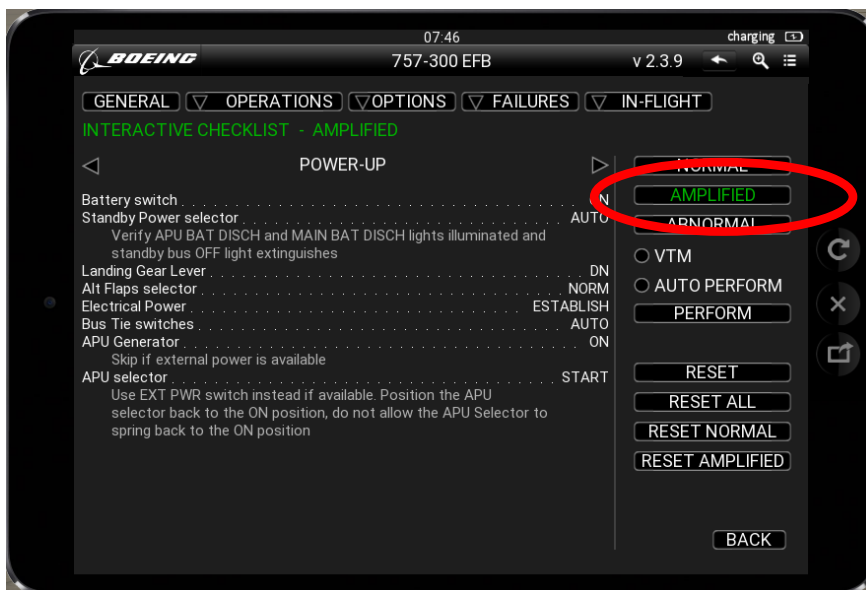 07:46 charging
BOEING 757-300 EFB v 2.3.9
GENERAL OPERATIONS OPTIONS FAILURES IN-FLIGHT
INTERACTIVE CHECKLIST - AMPLIFIED
POWER-UP
Battery switch ON
Standby Power selector AUTO
Verify APU BAT DISCH and MAIN BAT DISCH lights illuminated and
standby bus OFF light extinguishes
Landing Gear Lever DN
Alt Flaps selector NORM
Electrical Power ESTABLISH
Bus Tie switches AUTO
APU Generator ON
Skip if external power is available
APU selector START
Use EXT PWR switch instead if available. Position the APU
selector back to the ON position, do not allow the APU Selector to
spring back to the ON position
NORMAL
AMPLIFIED
ABNORMAL
VTM
AUTO PERFORM
PERFORM
RESET
RESET ALL
RESET NORMAL
RESET AMPLIFIED
BACK